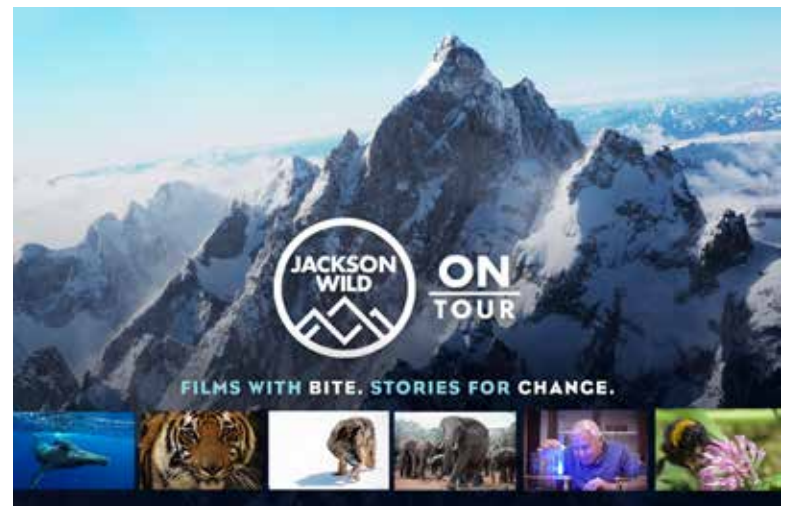 JACKSON
WILD
ON
TOUR
FILMS WITH BITE. STORIES FOR CHANGE.